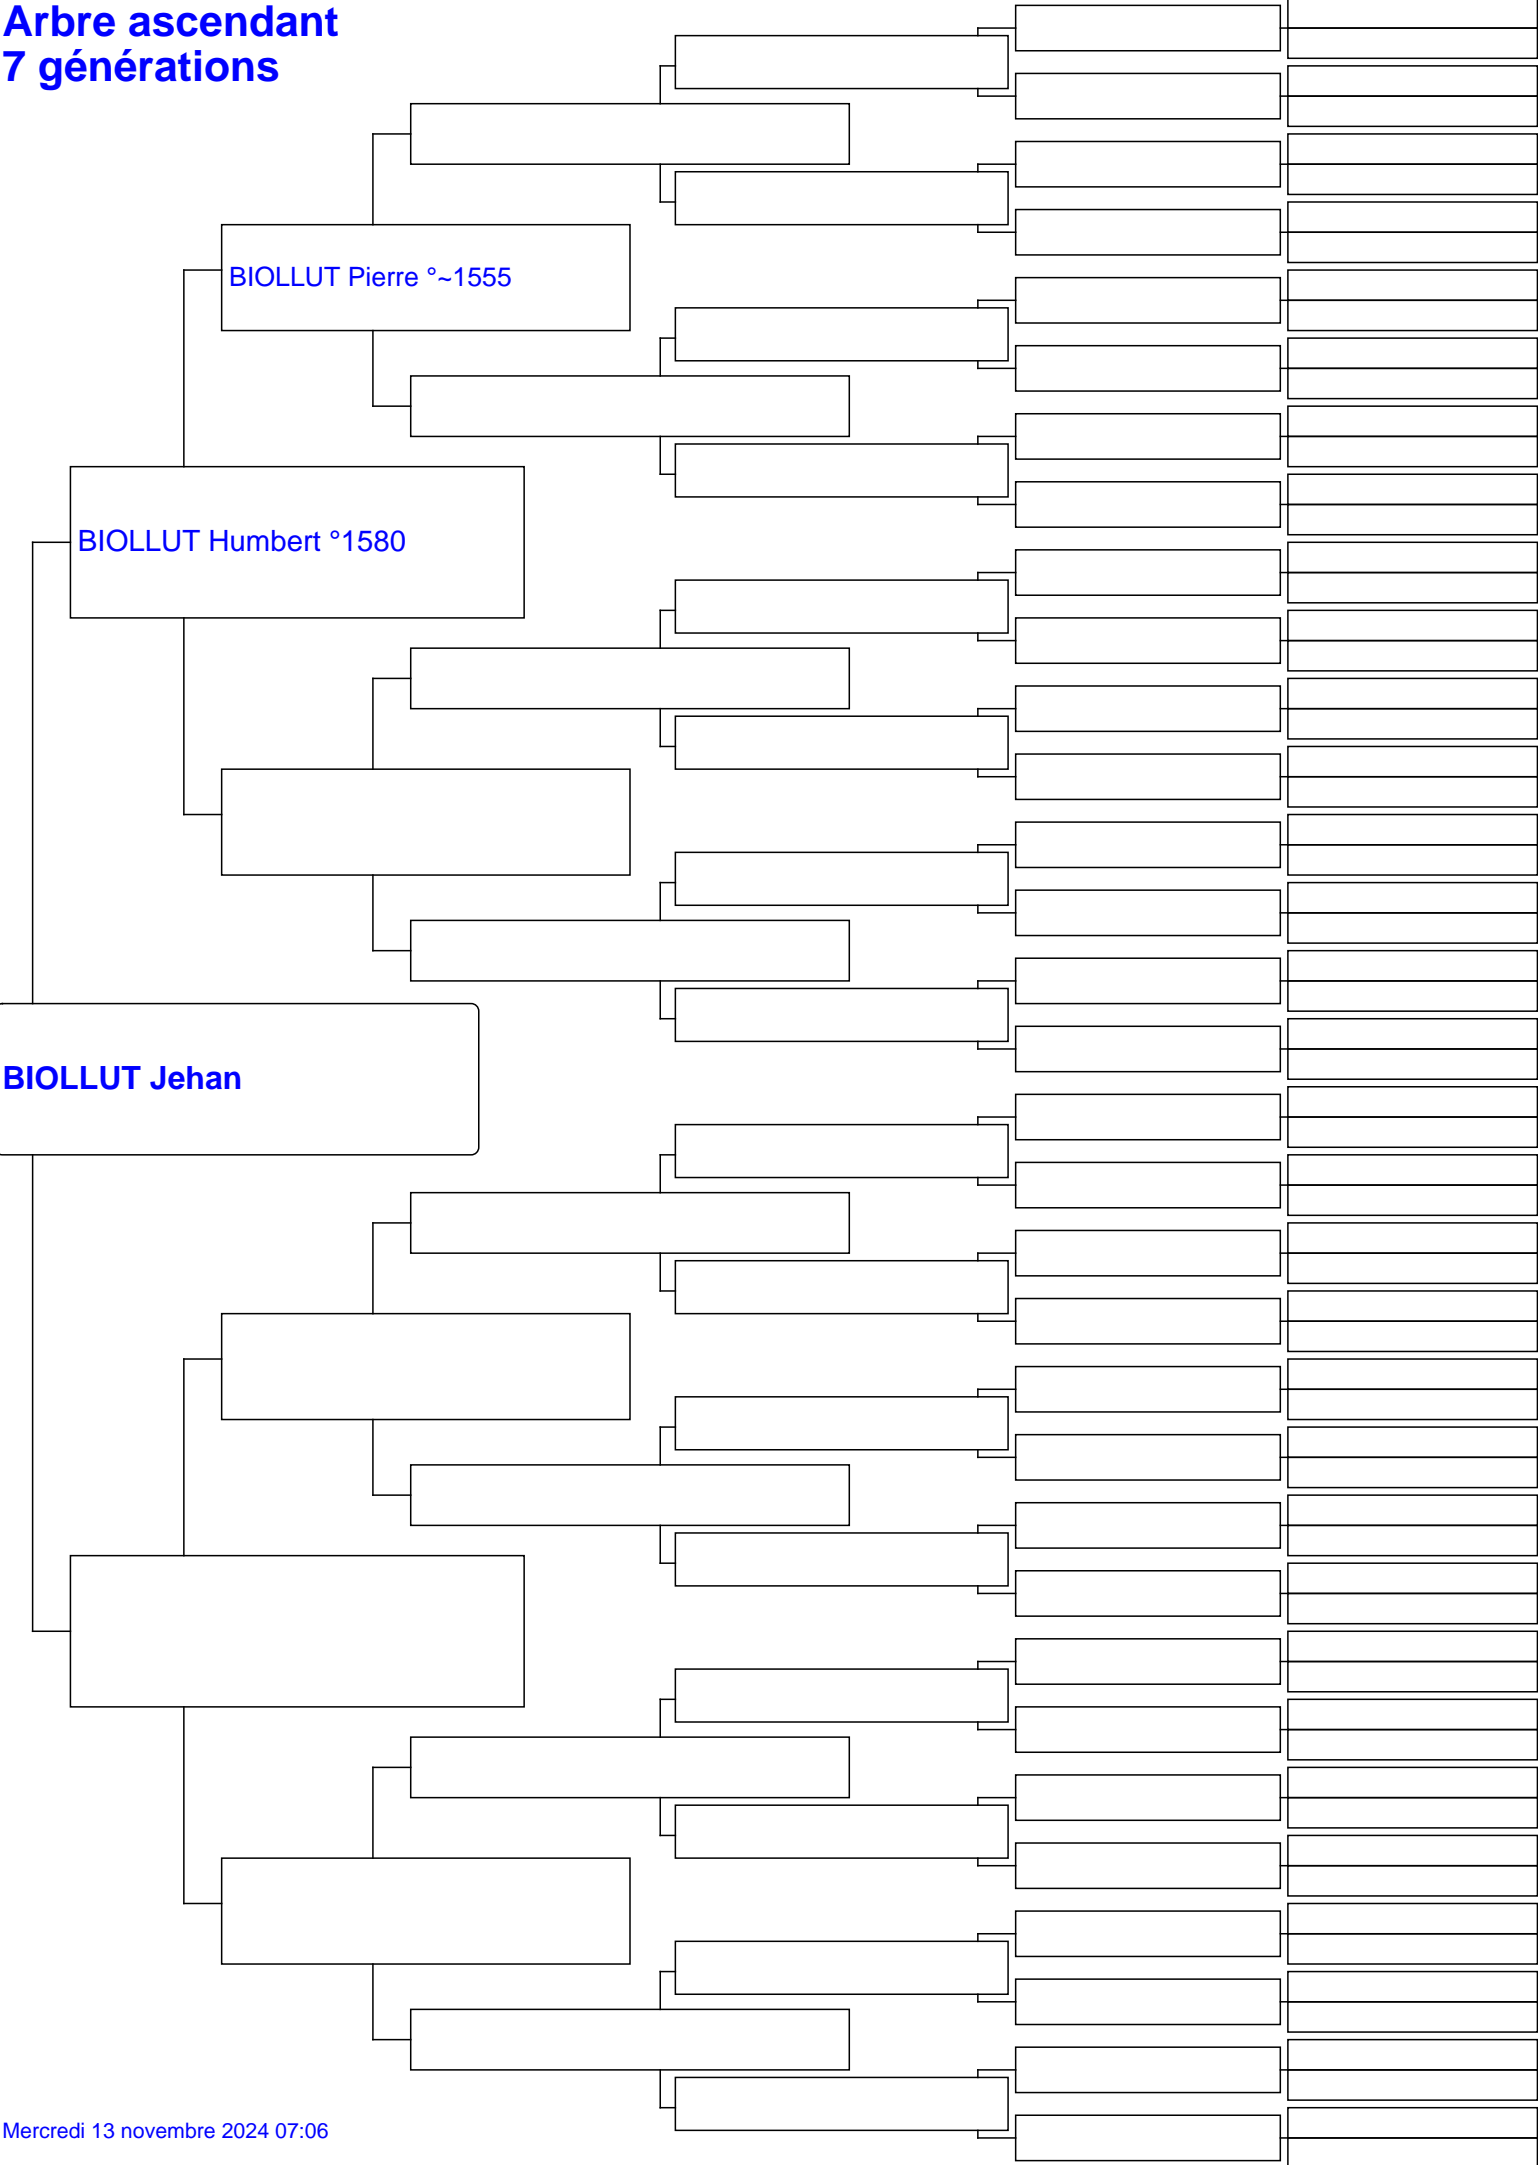 Arbre ascendant
7 générations
BIOLLUT Pierre °~1555
BIOLLUT Humbert °1580
BIOLLUT Jehan
Mercredi 13 novembre 2024 07:06